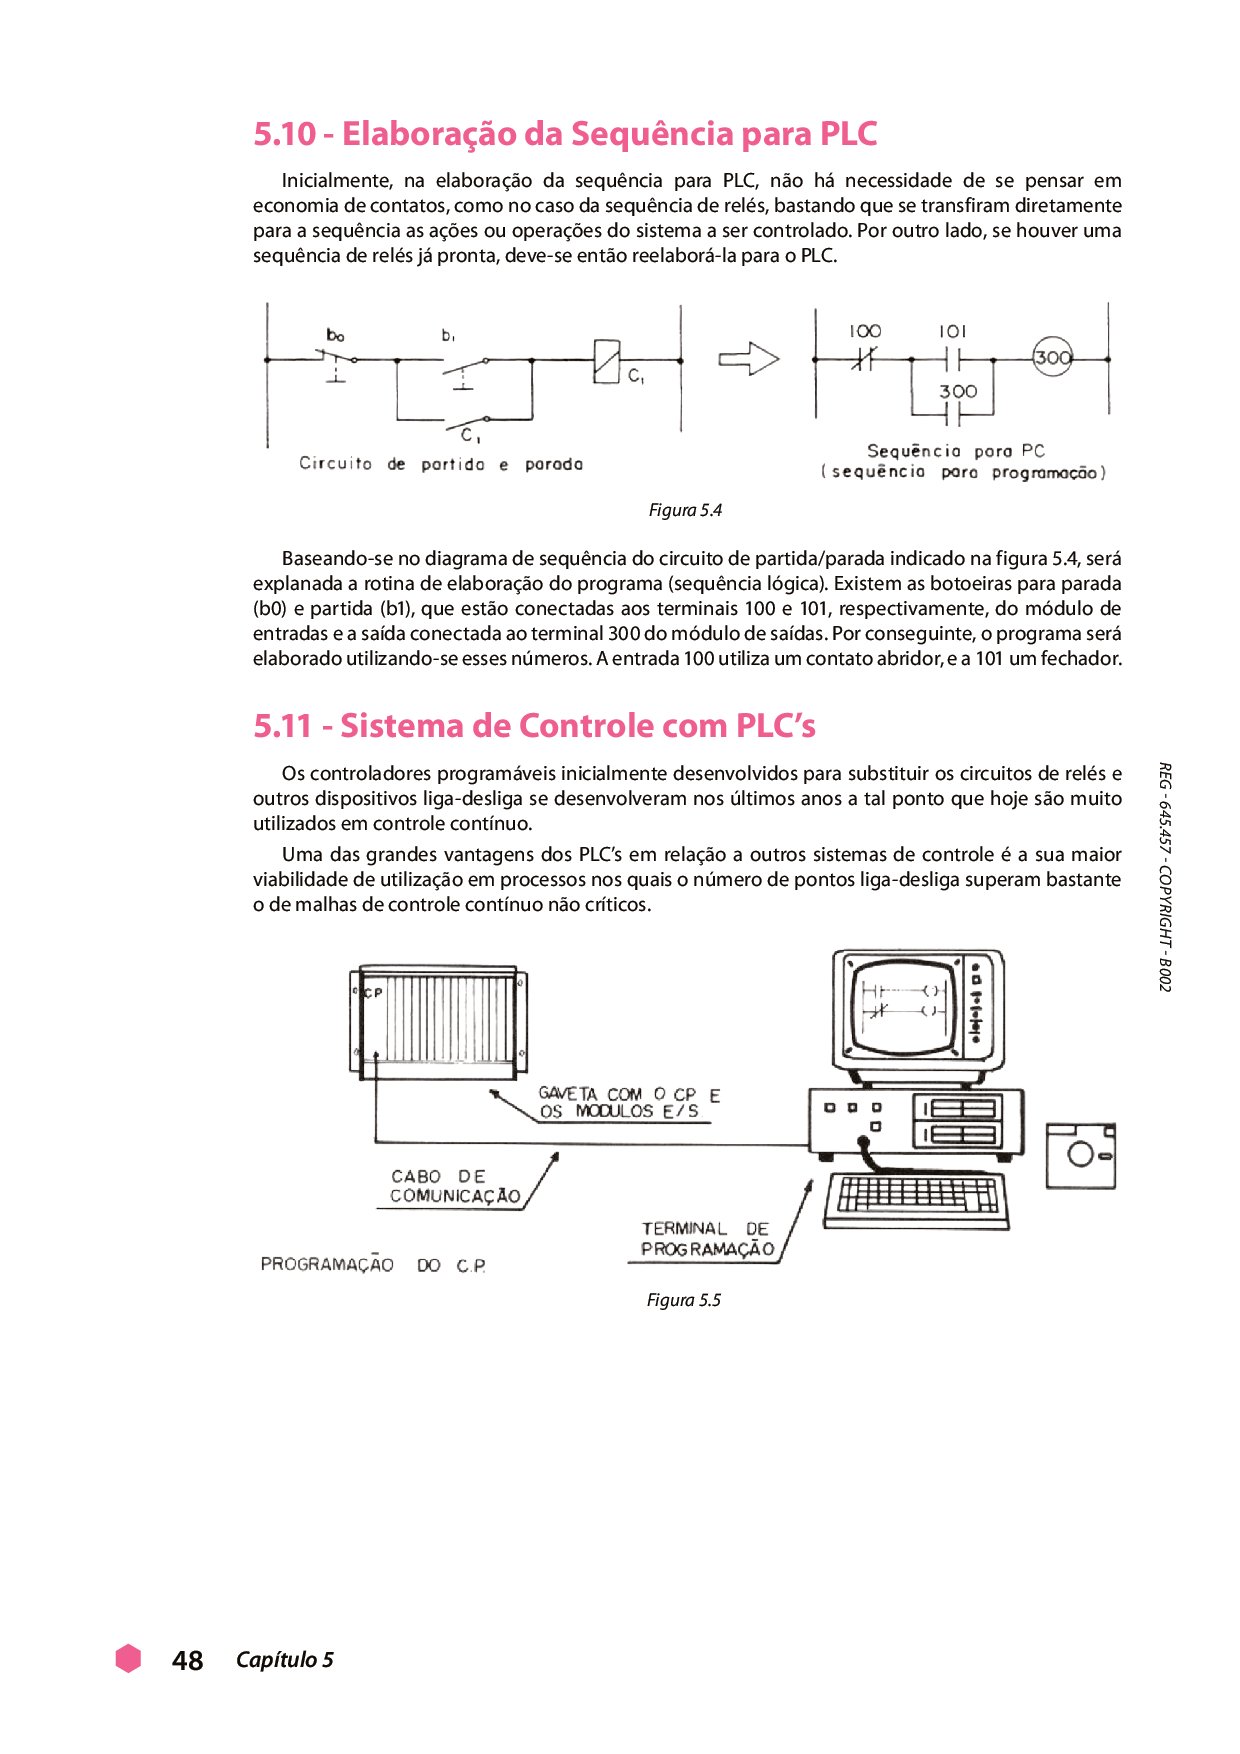 5.10 - Elaboração da Sequência para PLC
Inicialmente, na elaboração da sequência para PLC, não há necessidade de se pensar em
economia de contatos, como no caso da sequência de relés, bastando que se transfiram diretamente
para a sequência as ações ou operações do sistema a ser controlado. Por outro lado, se houver uma
sequência de relés já pronta, deve-se então reelaborá-la para o PLC.
b0
b1
C1
C1
Circuito de partida e parada
100
101
300
300
Sequência para PC
(sequência para programação)
Figura 5.4
Baseando-se no diagrama de sequência do circuito de partida/parada indicado na figura 5.4, será
explanada a rotina de elaboração do programa (sequência lógica). Existem as botoeiras para parada
(b0) e partida (b1), que estão conectadas aos terminais 100 e 101, respectivamente, do módulo de
entradas e a saída conectada ao terminal 300 do módulo de saídas. Por conseguinte, o programa será
elaborado utilizando-se esses números. A entrada 100 utiliza um contato abridor, e a 101 um fechador.
5.11 - Sistema de Controle com PLC’s
Os controladores programáveis inicialmente desenvolvidos para substituir os circuitos de relés e
outros dispositivos liga-desliga se desenvolveram nos últimos anos a tal ponto que hoje são muito
utilizados em controle contínuo.
Uma das grandes vantagens dos PLC’s em relação a outros sistemas de controle é a sua maior
viabilidade de utilização em processos nos quais o número de pontos liga-desliga superam bastante
o de malhas de controle contínuo não críticos.
CP
GAVETA COM O CP E
OS MODULOS E/S
CABO DE
COMUNICAÇÃO
TERMINAL DE
PROGRAMAÇÃO
PROGRAMAÇÃO DO C.P.
Figura 5.5
REG - 645.457 - COPYRIGHT - B002
48 Capítulo 5